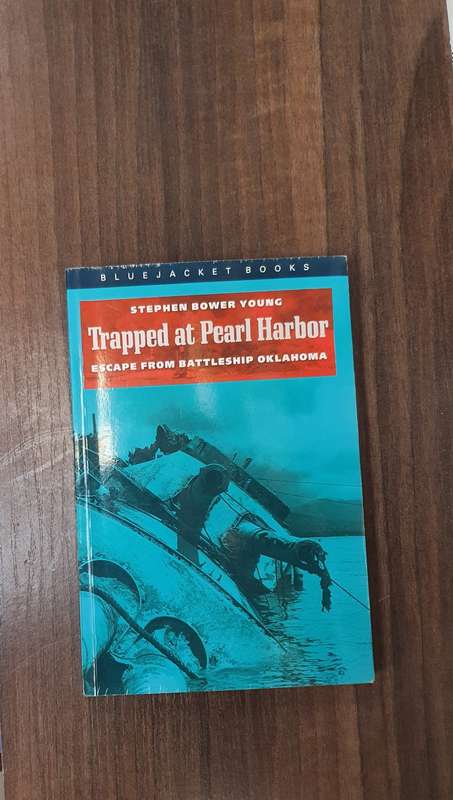 BLUEJACKET BOOKS
STEPHEN BOWER YOUNG
Trapped at Pearl Harbor
ESCAPE FROM BATTLESHIP OKLAHOMA